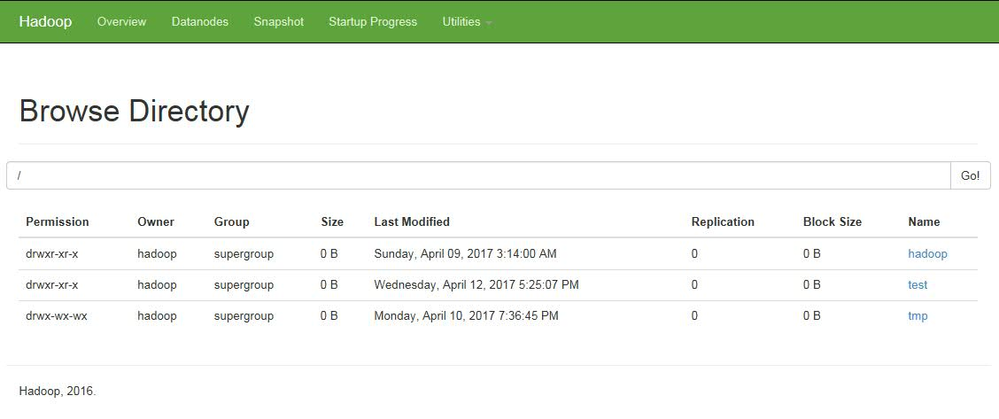 Hadoop Overview Datanodes Snapshot Startup Progress Utilities
Browse Directory
/ Go!
Permission Owner Group Size Last Modified Replication Block Size Name
drwxr-xr-x hadoop supergroup 0 B Sunday, April 09, 2017 3:14:00 AM 0 0 B hadoop
drwxr-xr-x hadoop supergroup 0 B Wednesday, April 12, 2017 5:25:07 PM 0 0 B test
drwx-wx-wx hadoop supergroup 0 B Monday, April 10, 2017 7:36:45 PM 0 0 B tmp
Hadoop, 2016.